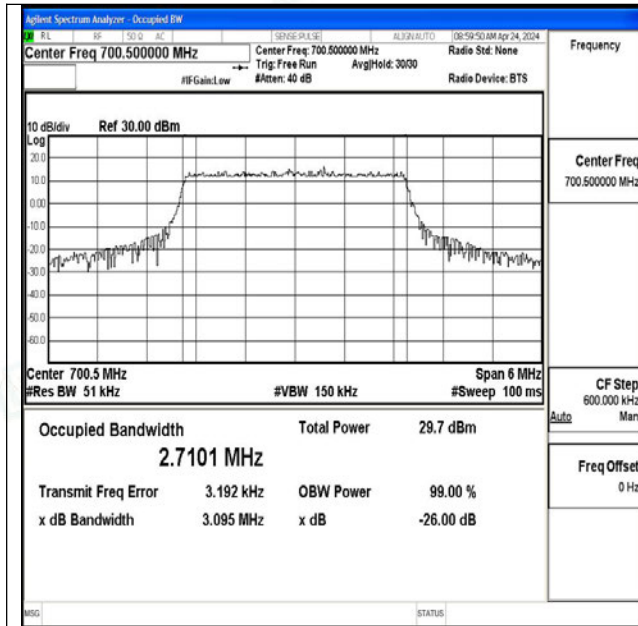 Agilent Spectrum Analyzer - Occupied BW
RL RF 50 Ω AC SENSE:PULSE ALIGN AUTO 08:59:50 AM Apr 24, 2024
Center Freq 700.500000 MHz
Center Freq: 700.500000 MHz Radio Std: None
Trig: Free Run Avg|Hold: 30/30
#IFGain:Low #Atten: 40 dB Radio Device: BTS
10 dB/div Ref 30.00 dBm
Log
20.0
10.0
0.00
-10.0
-20.0
-30.0
-40.0
-50.0
-60.0
Center 700.5 MHz Span 6 MHz
#Res BW 51 kHz #VBW 150 kHz #Sweep 100 ms
Occupied Bandwidth Total Power 29.7 dBm
2.7101 MHz
Transmit Freq Error 3.192 kHz OBW Power 99.00 %
x dB Bandwidth 3.095 MHz x dB -26.00 dB
MSG STATUS
Frequency
Center Freq
700.500000 MHz
CF Step
600.000 kHz
Auto Man
Freq Offset
0 Hz